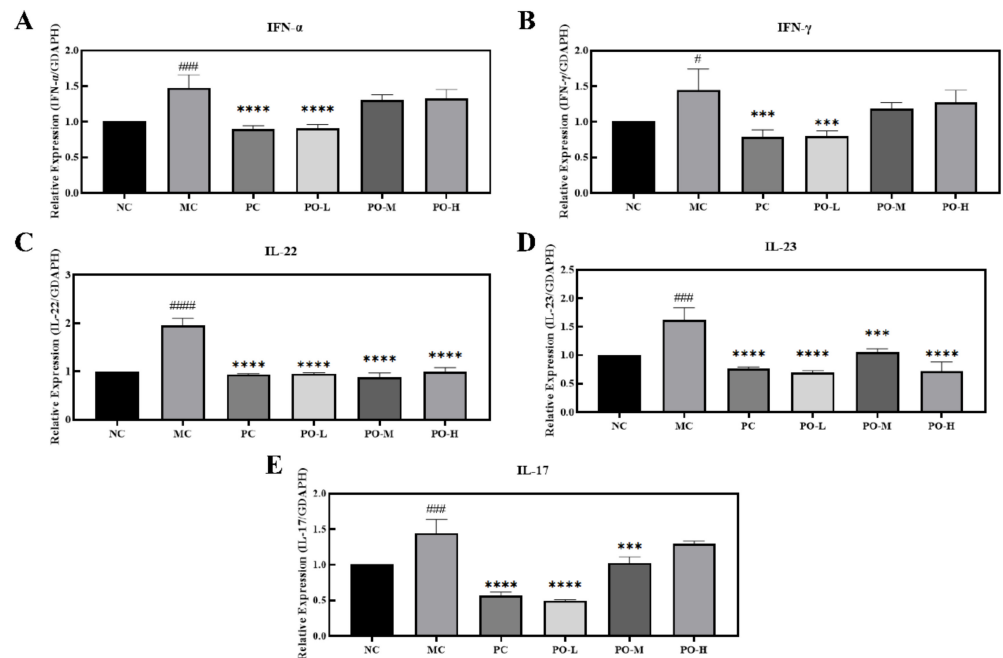 A
IFN-α
Relative Expression (IFN-α/GDAPH)
2.0
1.5
1.0
0.5
0.0
###
****
****
NC MC PC PO-L PO-M PO-H
B
IFN-γ
Relative Expression (IFN-γ/GDAPH)
2.0
1.5
1.0
0.5
0.0
#
***
***
NC MC PC PO-L PO-M PO-H
C
IL-22
Relative Expression (IL-22/GDAPH)
3
2
1
0
####
****
****
****
****
NC MC PC PO-L PO-M PO-H
D
IL-23
Relative Expression (IL-23/GDAPH)
2.5
2.0
1.5
1.0
0.5
0.0
###
****
****
***
****
NC MC PC PO-L PO-M PO-H
E
IL-17
Relative Expression (IL-17/GDAPH)
2.0
1.5
1.0
0.5
0.0
###
****
****
***
NC MC PC PO-L PO-M PO-H